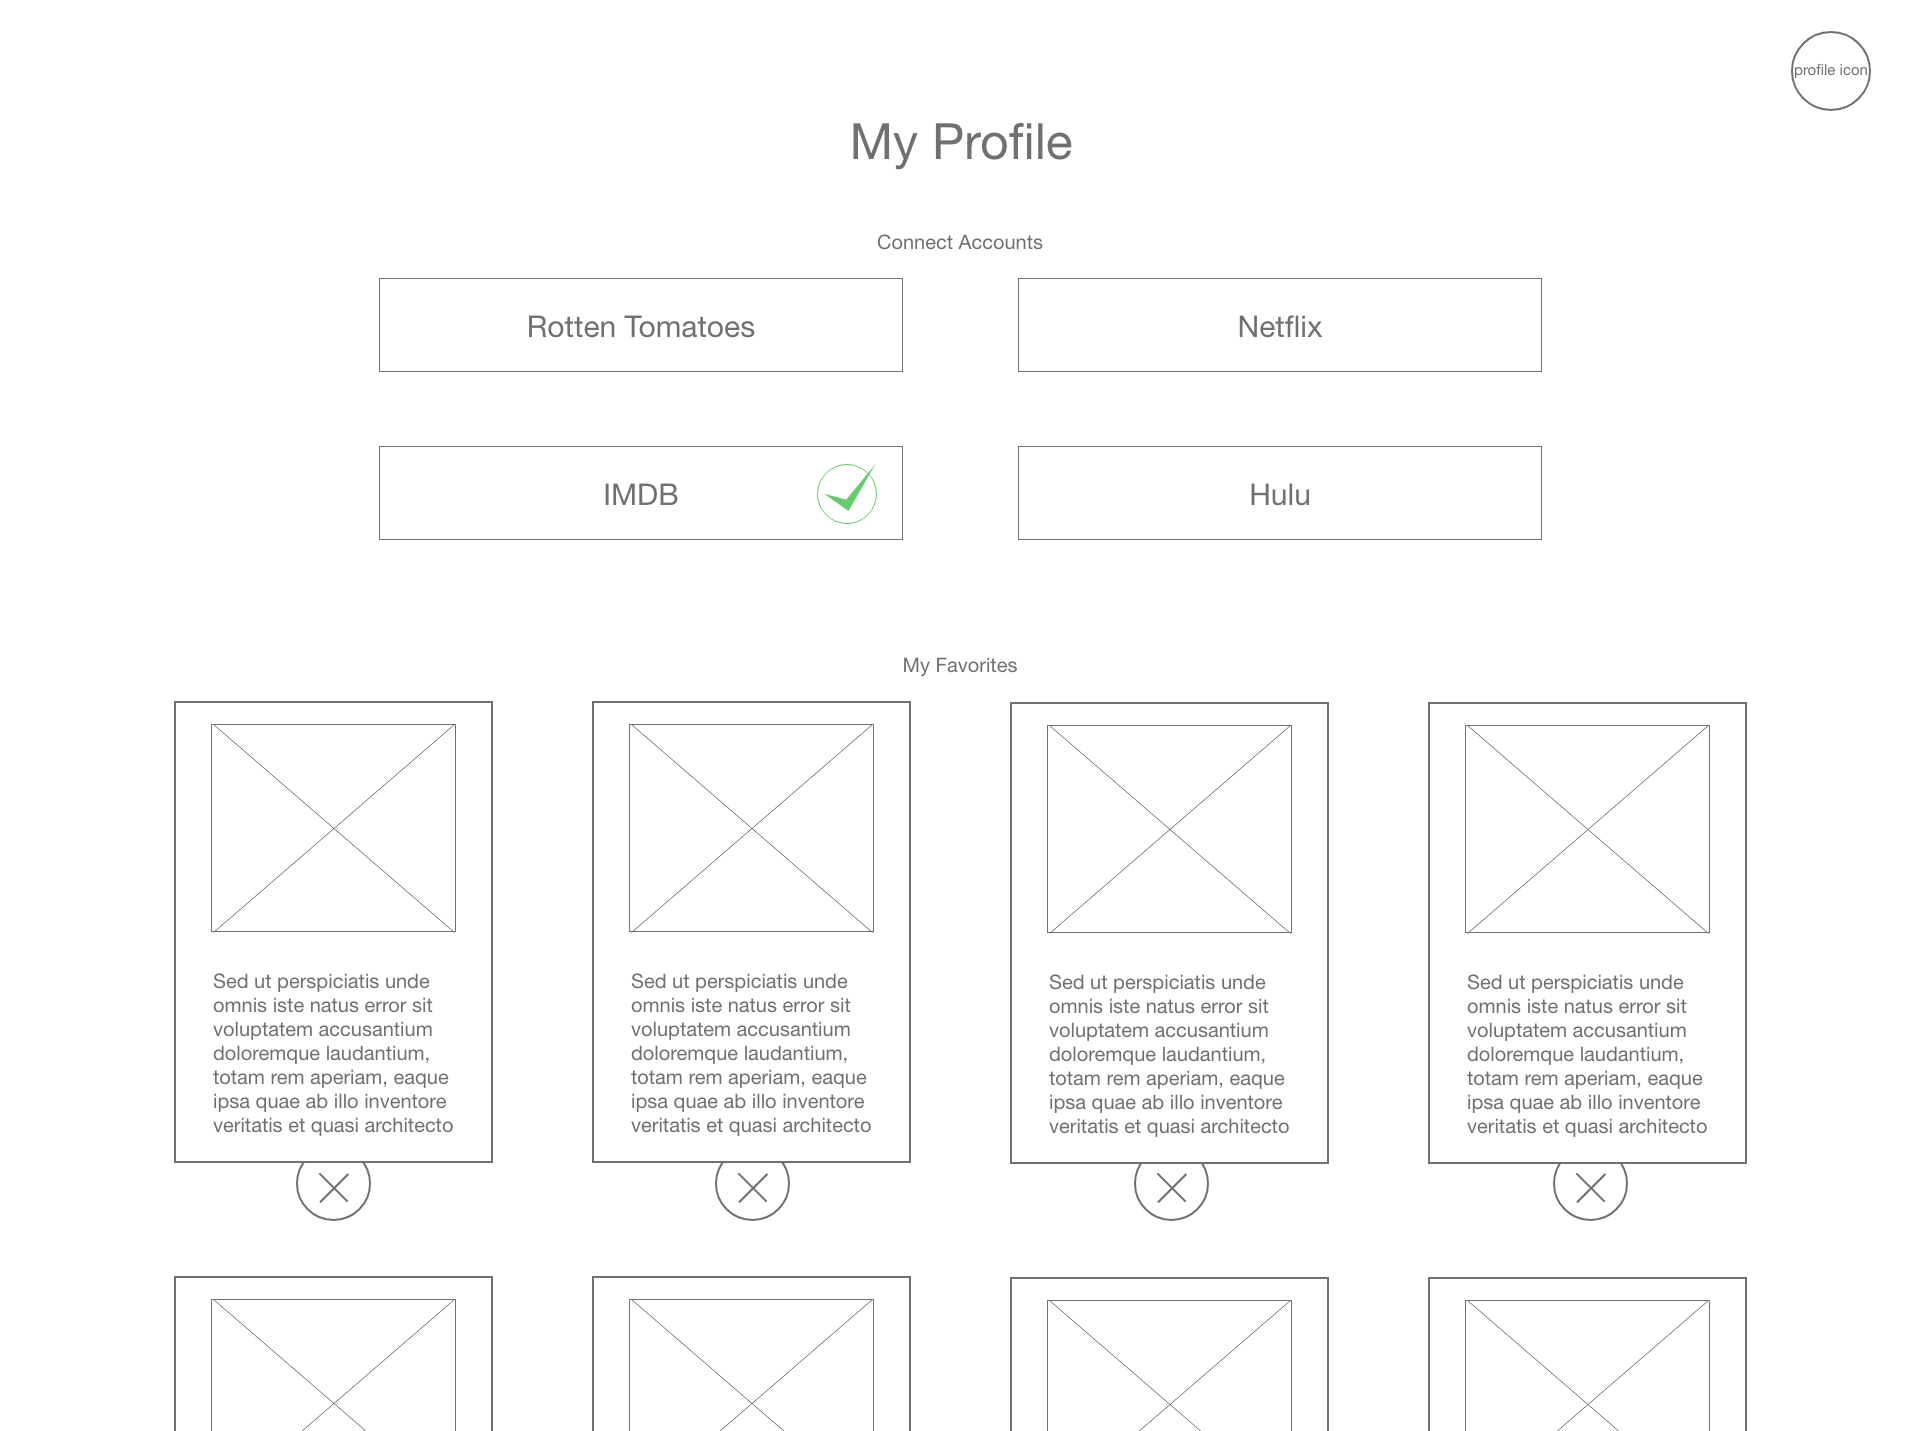 profile icon
My Profile
Connect Accounts
Rotten Tomatoes
Netflix
IMDB
Hulu
My Favorites
Sed ut perspiciatis unde
omnis iste natus error sit
voluptatem accusantium
doloremque laudantium,
totam rem aperiam, eaque
ipsa quae ab illo inventore
veritatis et quasi architecto
Sed ut perspiciatis unde
omnis iste natus error sit
voluptatem accusantium
doloremque laudantium,
totam rem aperiam, eaque
ipsa quae ab illo inventore
veritatis et quasi architecto
Sed ut perspiciatis unde
omnis iste natus error sit
voluptatem accusantium
doloremque laudantium,
totam rem aperiam, eaque
ipsa quae ab illo inventore
veritatis et quasi architecto
Sed ut perspiciatis unde
omnis iste natus error sit
voluptatem accusantium
doloremque laudantium,
totam rem aperiam, eaque
ipsa quae ab illo inventore
veritatis et quasi architecto